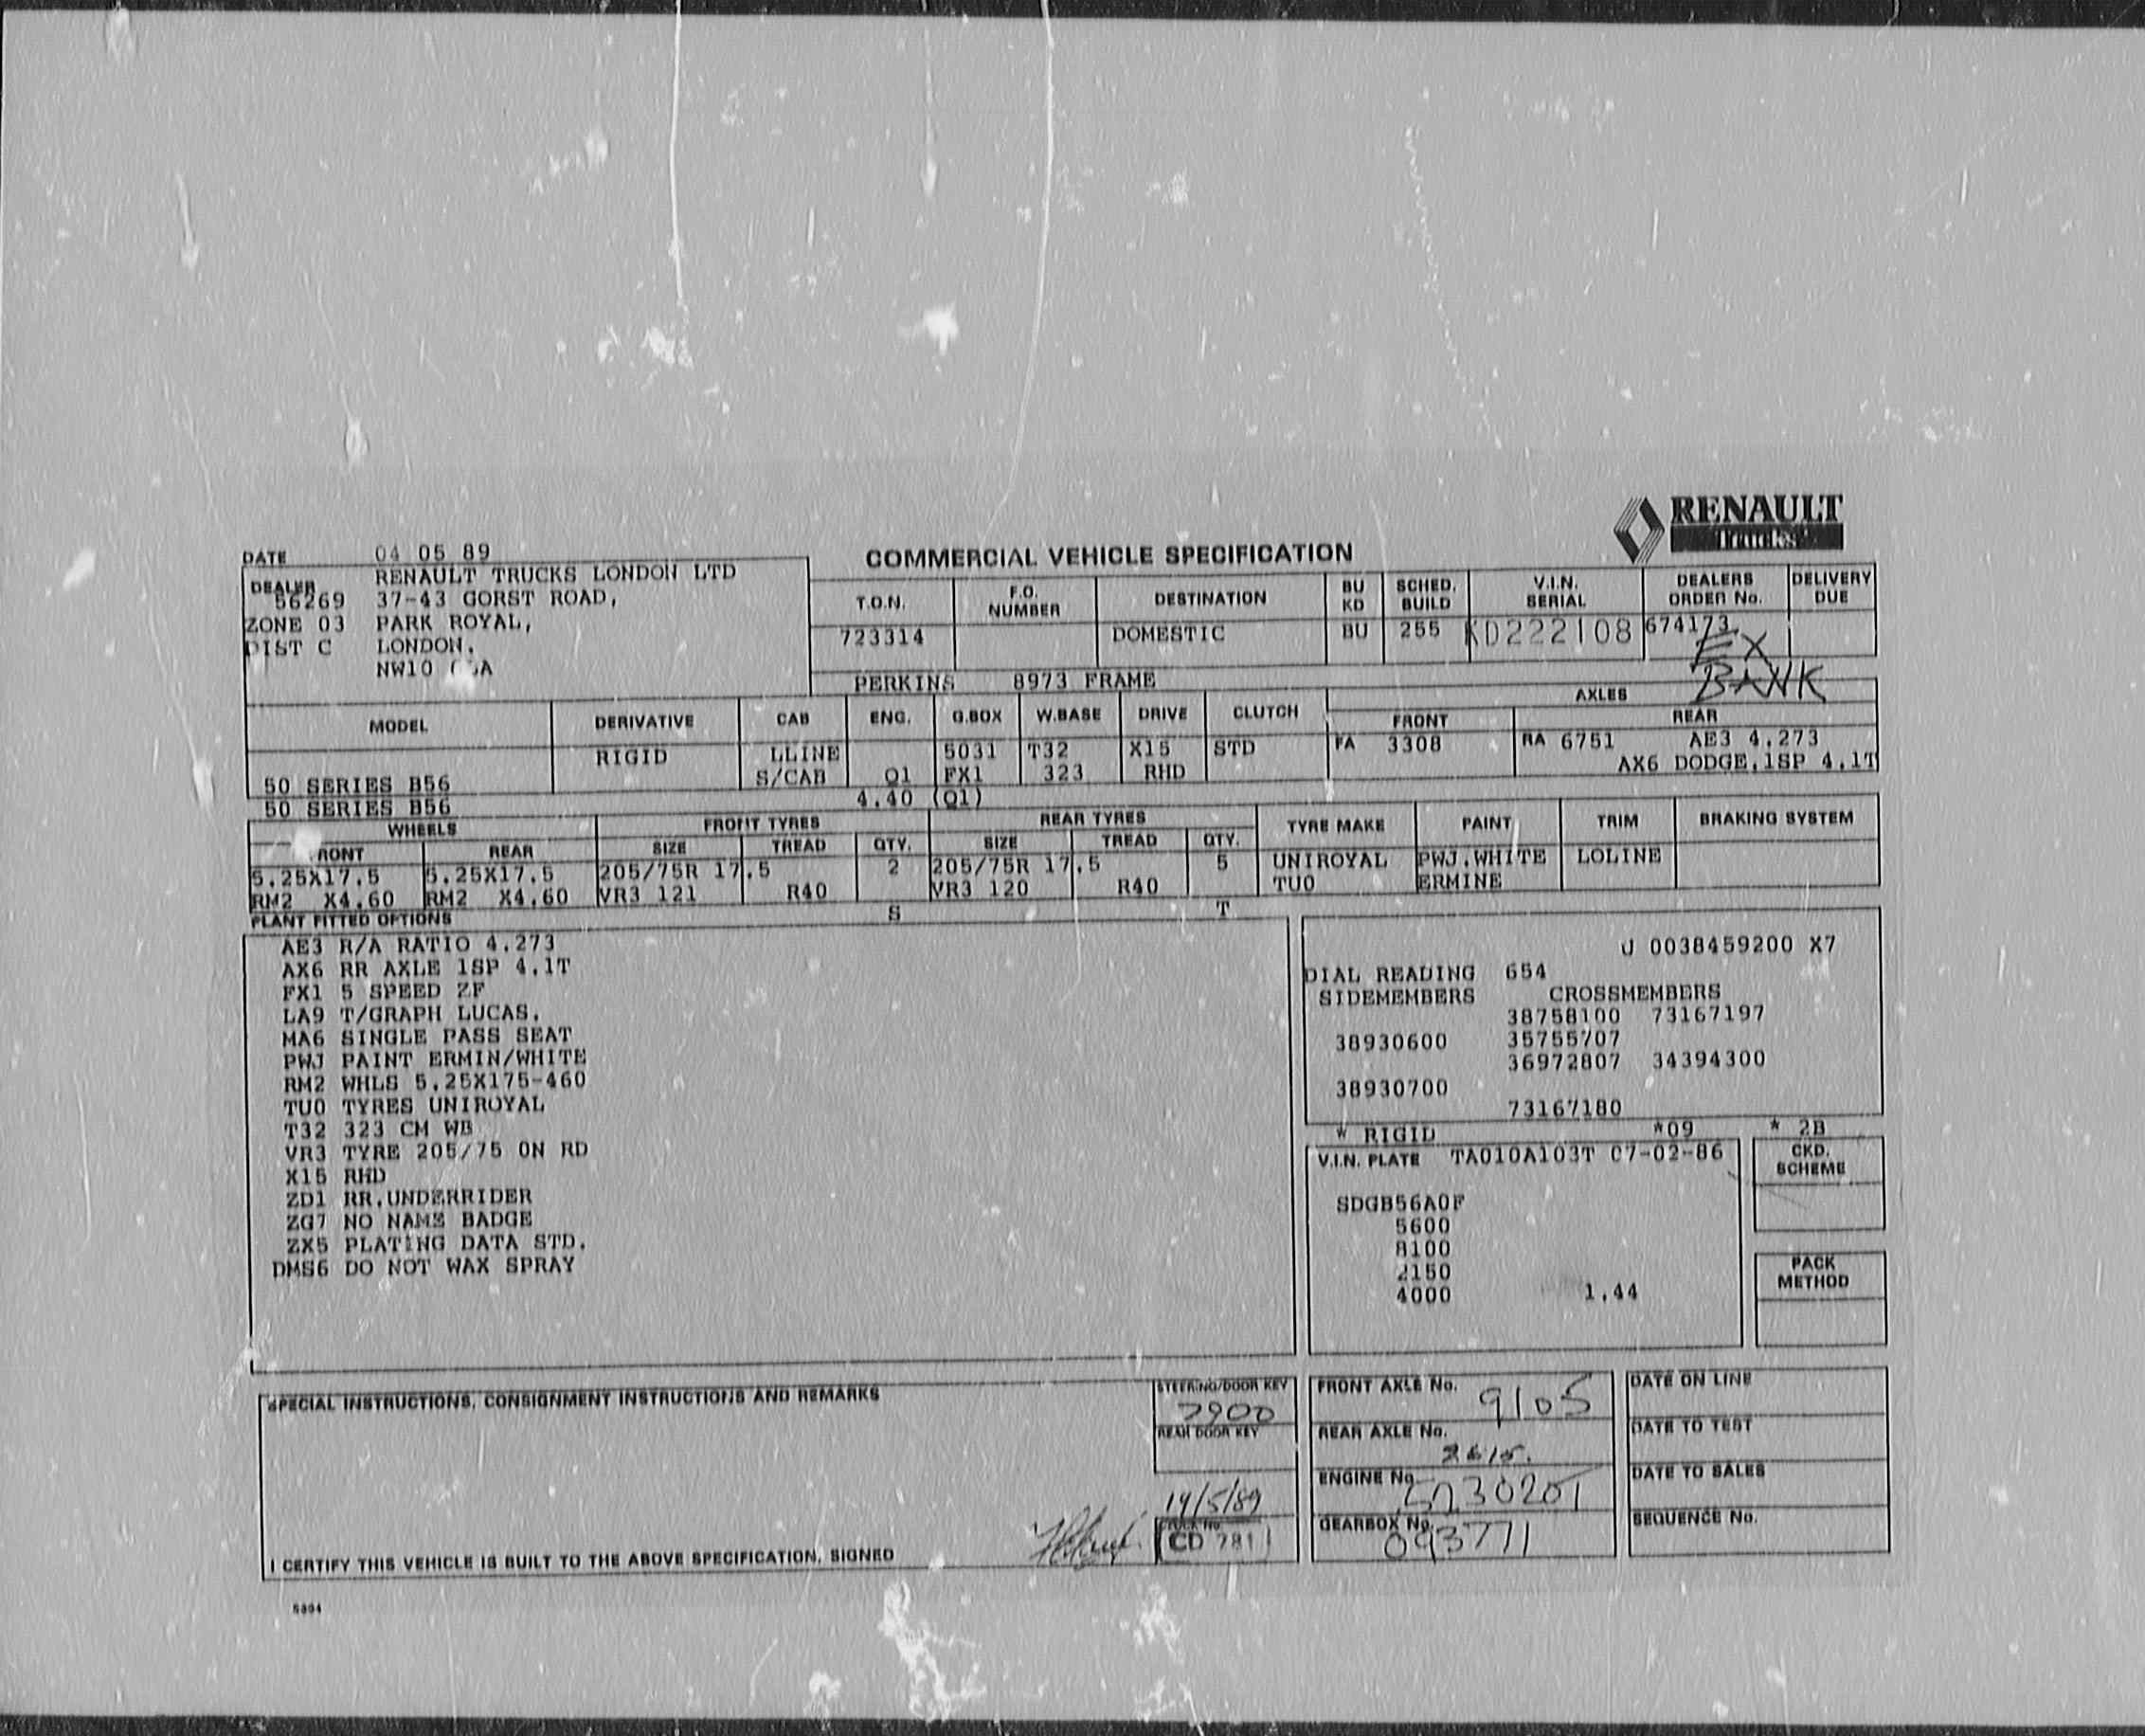 RENAULT
Trucks
DATE 04 05 89
COMMERCIAL VEHICLE SPECIFICATION
DEALER RENAULT TRUCKS LONDON LTD
56269 37-43 GORST ROAD,
ZONE 03 PARK ROYAL,
DIST C LONDON.
NW10
T.O.N. F.O. NUMBER DESTINATION BU KD SCHED. BUILD V.I.N. SERIAL DEALERS ORDER No. DELIVERY DUE
723314 DOMESTIC BU 255 KD222108 674173
EX
BANK
PERKINS 8973 FRAME
MODEL DERIVATIVE CAB ENG. G.BOX W.BASE DRIVE CLUTCH AXLES
FRONT REAR
RIGID LLINE 5031 T32 X15 STD FA 3308 RA 6751 AE3 4.273
50 SERIES B56 S/CAB Q1 FX1 323 RHD AX6 DODGE,1SP 4.1T
50 SERIES B56 4.40 (Q1)
WHEELS FRONT TYRES REAR TYRES TYRE MAKE PAINT TRIM BRAKING SYSTEM
RONT REAR SIZE TREAD QTY. SIZE TREAD QTY.
5.25X17.5 5.25X17.5 205/75R 17.5 2 205/75R 17.5 5 UNIROYAL PWJ.WHITE LOLINE
RM2 X4.60 RM2 X4.60 VR3 121 R40 VR3 120 R40 TU0 ERMINE
PLANT FITTED OPTIONS S T
AE3 R/A RATIO 4.273
AX6 RR AXLE 1SP 4.1T
FX1 5 SPEED ZF
LA9 T/GRAPH LUCAS.
MA6 SINGLE PASS SEAT
PWJ PAINT ERMIN/WHITE
RM2 WHLS 5.25X175-460
TU0 TYRES UNIROYAL
T32 323 CM WB
VR3 TYRE 205/75 ON RD
X15 RHD
ZD1 RR.UNDERRIDER
ZG7 NO NAME BADGE
ZX5 PLATING DATA STD.
DMS6 DO NOT WAX SPRAY
U 0038459200 X7
DIAL READING 654
SIDEMEMBERS CROSSMEMBERS
38758100 73167197
38930600 35755707
36972807 34394300
38930700
73167180
* RIGID *09 * 2B
V.I.N. PLATE TA010A103T 07-02-86
SDGB56A0F
5600
8100
2150
4000 1.44
CKD. SCHEME
PACK METHOD
SPECIAL INSTRUCTIONS, CONSIGNMENT INSTRUCTIONS AND REMARKS
STEERING/DOOR KEY
7900
REAR DOOR KEY
19/5/89
TRUCK No.
CD 781
I CERTIFY THIS VEHICLE IS BUILT TO THE ABOVE SPECIFICATION, SIGNED
FRONT AXLE No. 9105
REAR AXLE No.
ENGINE No.
GEARBOX No. 093771
DATE ON LINE
DATE TO TEST
DATE TO SALES
SEQUENCE No.
5394